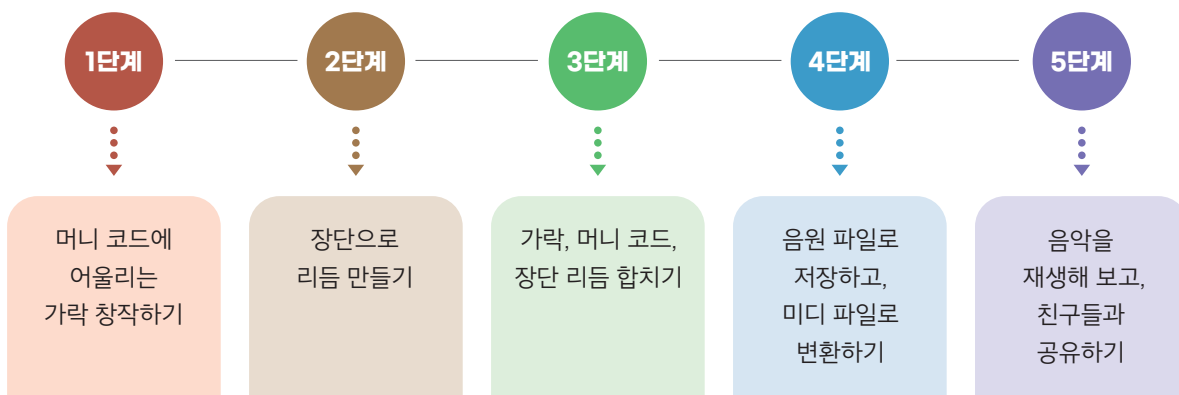 1단계
2단계
3단계
4단계
5단계
머니 코드에
어울리는
가락 창작하기
장단으로
리듬 만들기
가락, 머니 코드,
장단 리듬 합치기
음원 파일로
저장하고,
미디 파일로
변환하기
음악을
재생해 보고,
친구들과
공유하기